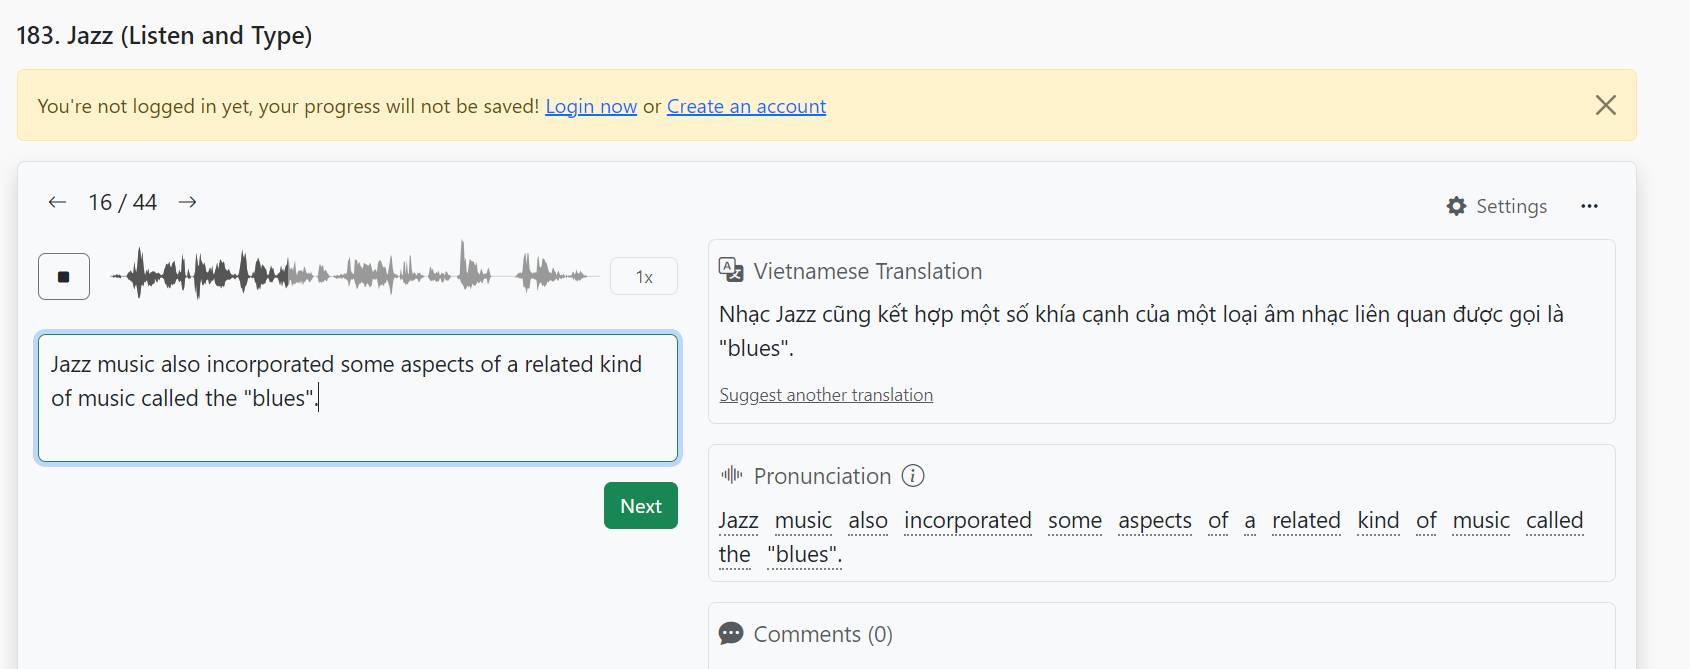 183. Jazz (Listen and Type)
You're not logged in yet, your progress will not be saved! Login now or Create an account
16 / 44
Settings
1x
Jazz music also incorporated some aspects of a related kind
of music called the "blues".
Next
Vietnamese Translation
Nhạc Jazz cũng kết hợp một số khía cạnh của một loại âm nhạc liên quan được gọi là
"blues".
Suggest another translation
Pronunciation
Jazz music also incorporated some aspects of a related kind of music called
the "blues".
Comments (0)